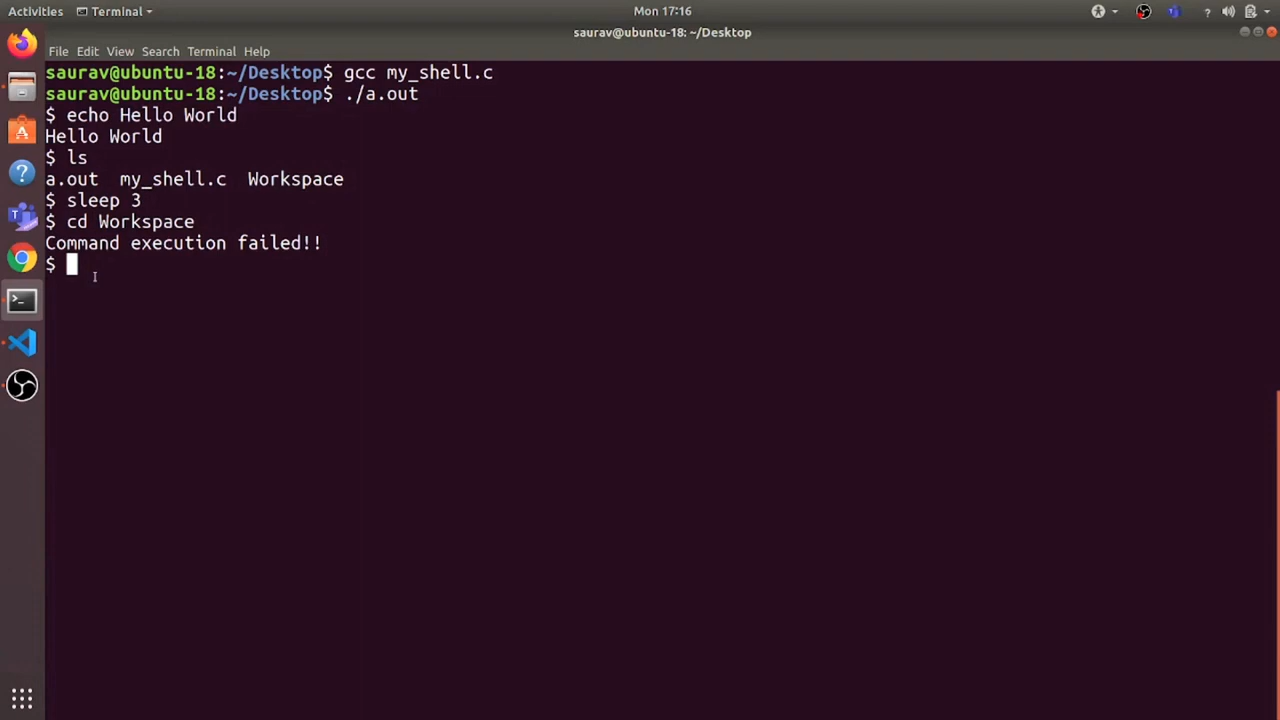 Activities Terminal Mon 17:16
saurav@ubuntu-18: ~/Desktop
File Edit View Search Terminal Help
saurav@ubuntu-18:~/Desktop$ gcc my_shell.c
saurav@ubuntu-18:~/Desktop$ ./a.out
$ echo Hello World
Hello World
$ ls
a.out  my_shell.c  Workspace
$ sleep 3
$ cd Workspace
Command execution failed!!
$